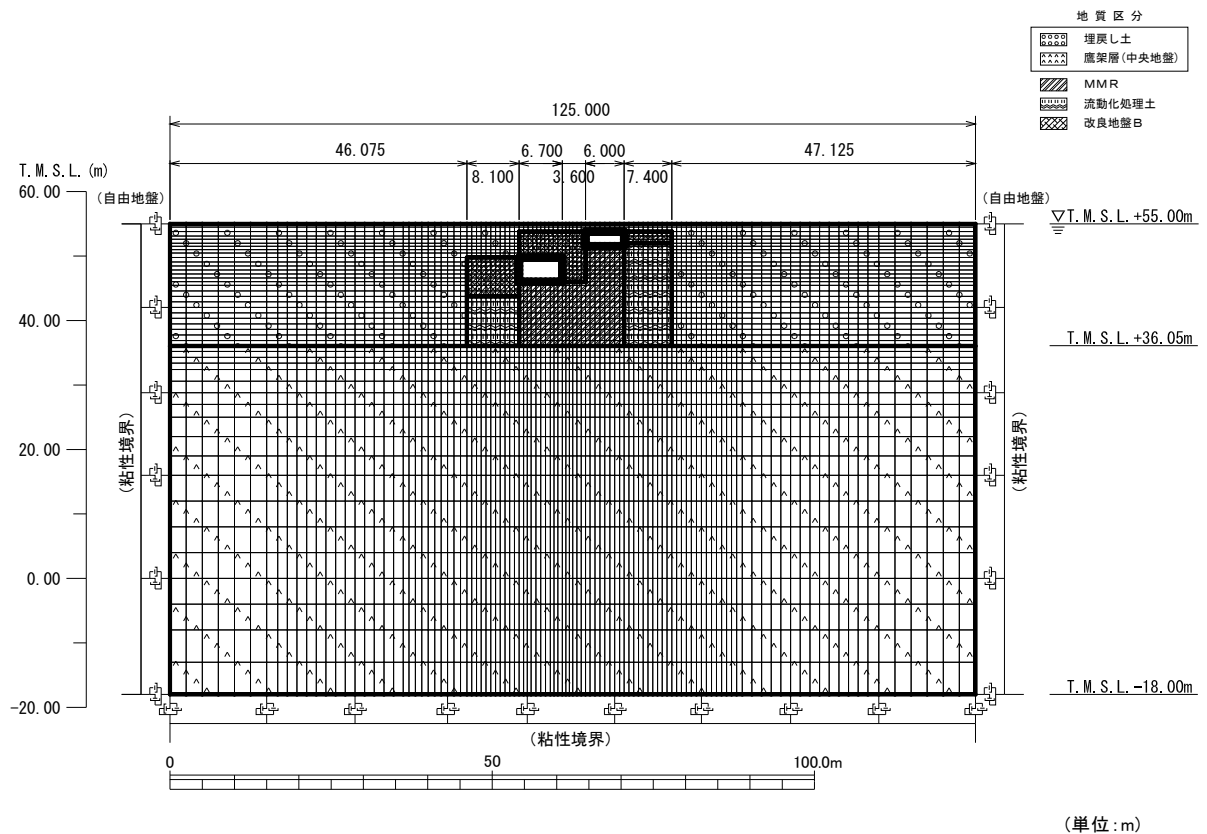 地質区分
埋戻し土
鷹架層(中央地盤)
MMR
流動化処理土
改良地盤B
125.000
46.075
8.100
6.700
3.600
6.000
7.400
47.125
T.M.S.L.(m)
60.00
40.00
20.00
0.00
-20.00
(自由地盤)
(自由地盤)
T.M.S.L.+55.00m
T.M.S.L.+36.05m
T.M.S.L.-18.00m
(粘性境界)
(粘性境界)
(粘性境界)
0
50
100.0m
(単位:m)